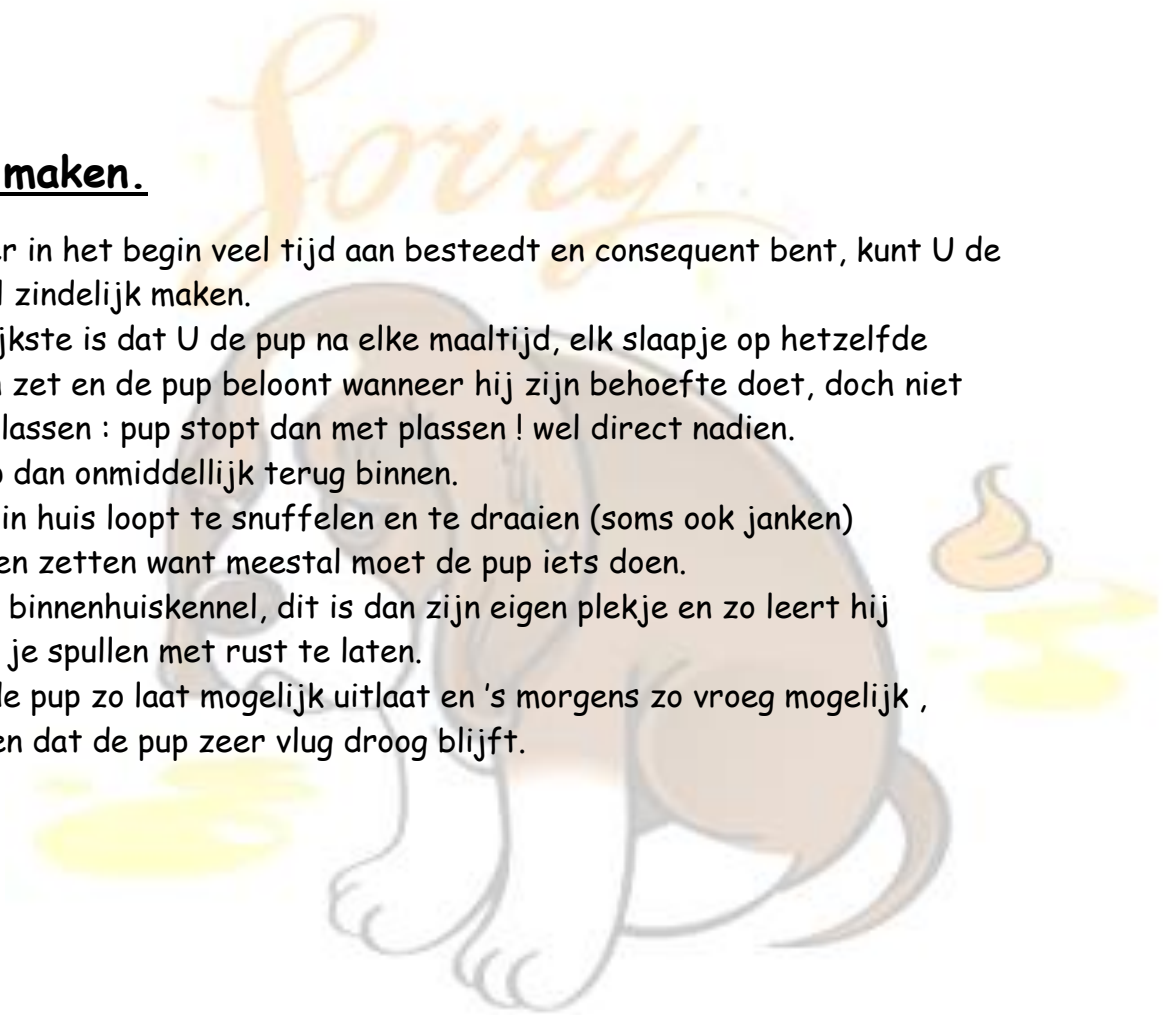 Sorry...
maken.
r in het begin veel tijd aan besteedt en consequent bent, kunt U de
zindelijk maken.
jkste is dat U de pup na elke maaltijd, elk slaapje op hetzelfde
zet en de pup beloont wanneer hij zijn behoefte doet, doch niet
lassen : pup stopt dan met plassen ! wel direct nadien.
dan onmiddellijk terug binnen.
in huis loopt te snuffelen en te draaien (soms ook janken)
en zetten want meestal moet de pup iets doen.
binnenhuiskennel, dit is dan zijn eigen plekje en zo leert hij
je spullen met rust te laten.
de pup zo laat mogelijk uitlaat en 's morgens zo vroeg mogelijk ,
en dat de pup zeer vlug droog blijft.